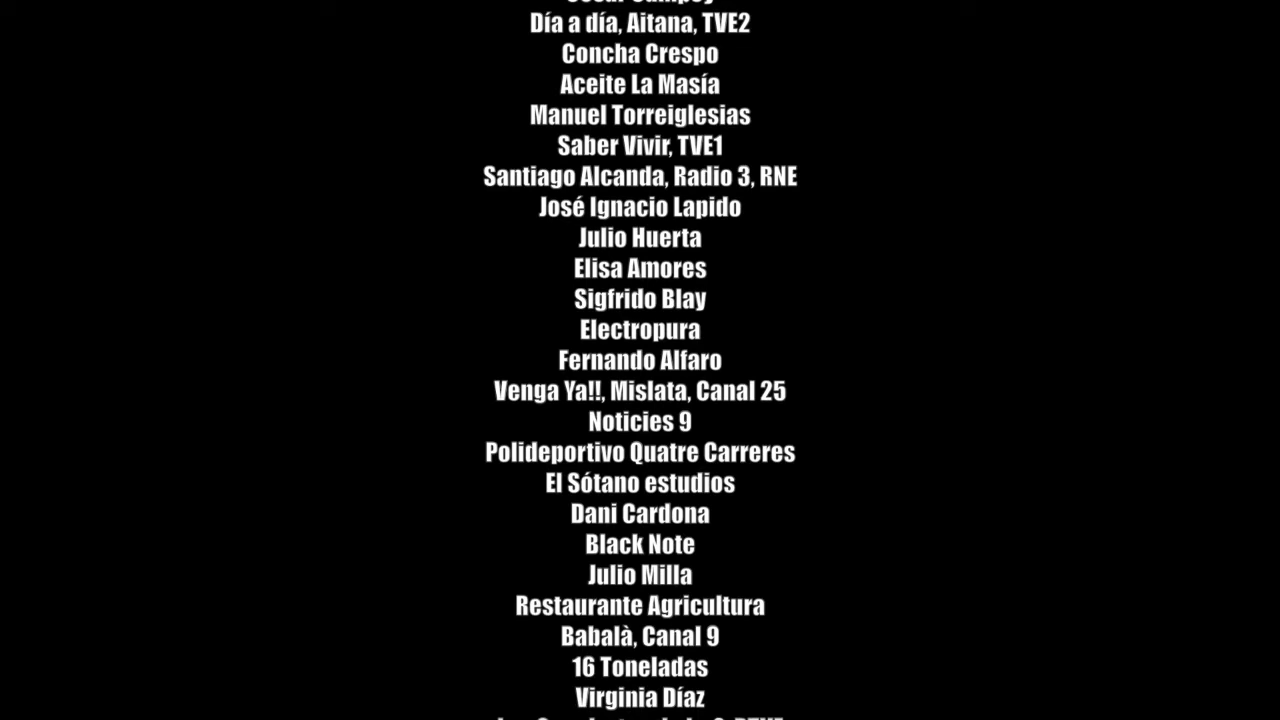 Día a día, Aitana, TVE2
Concha Crespo
Aceite La Masía
Manuel Torreiglesias
Saber Vivir, TVE1
Santiago Alcanda, Radio 3, RNE
José Ignacio Lapido
Julio Huerta
Elisa Amores
Sigfrido Blay
Electropura
Fernando Alfaro
Venga Ya!!, Mislata, Canal 25
Noticies 9
Polideportivo Quatre Carreres
El Sótano estudios
Dani Cardona
Black Note
Julio Milla
Restaurante Agricultura
Babalà, Canal 9
16 Toneladas
Virginia Díaz